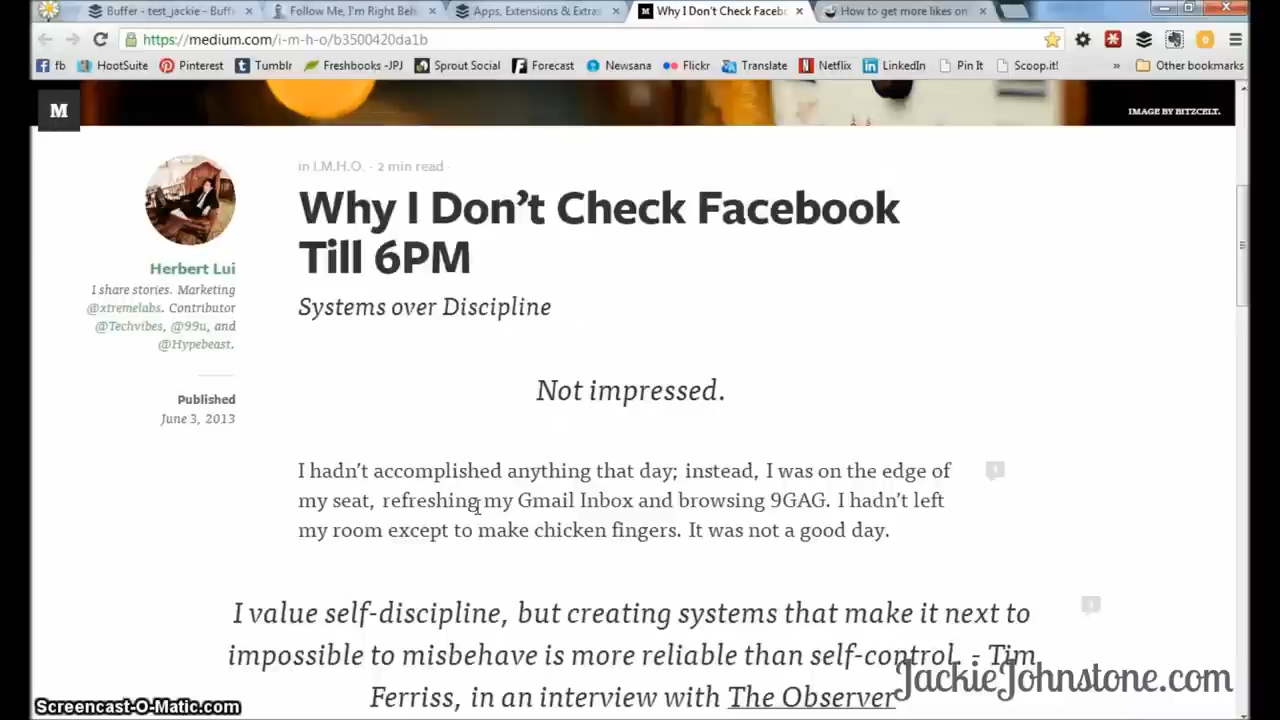 Buffer - test_jackie - Buffe
Follow Me, I'm Right Beh
Apps, Extensions & Extras
Why I Don't Check Facebo
How to get more likes on
https://medium.com/i-m-h-o/b3500420da1b
fb
HootSuite
Pinterest
Tumblr
Freshbooks -JPJ
Sprout Social
Forecast
Newsana
Flickr
Translate
Netflix
LinkedIn
Pin It
Scoop.it!
»
Other bookmarks
M
IMAGE BY BITZCELT.
in I.M.H.O. · 2 min read ·
Why I Don’t Check Facebook
Till 6PM
Systems over Discipline
Herbert Lui
I share stories. Marketing
@xtremelabs. Contributor
@Techvibes, @99u, and
@Hypebeast.
Published
June 3, 2013
Not impressed.
I hadn’t accomplished anything that day; instead, I was on the edge of
my seat, refreshing my Gmail Inbox and browsing 9GAG. I hadn’t left
my room except to make chicken fingers. It was not a good day.
I value self-discipline, but creating systems that make it next to
impossible to misbehave is more reliable than self-control. - Tim
Ferriss, in an interview with The Observer
JackieJohnstone.com
Screencast-O-Matic.com